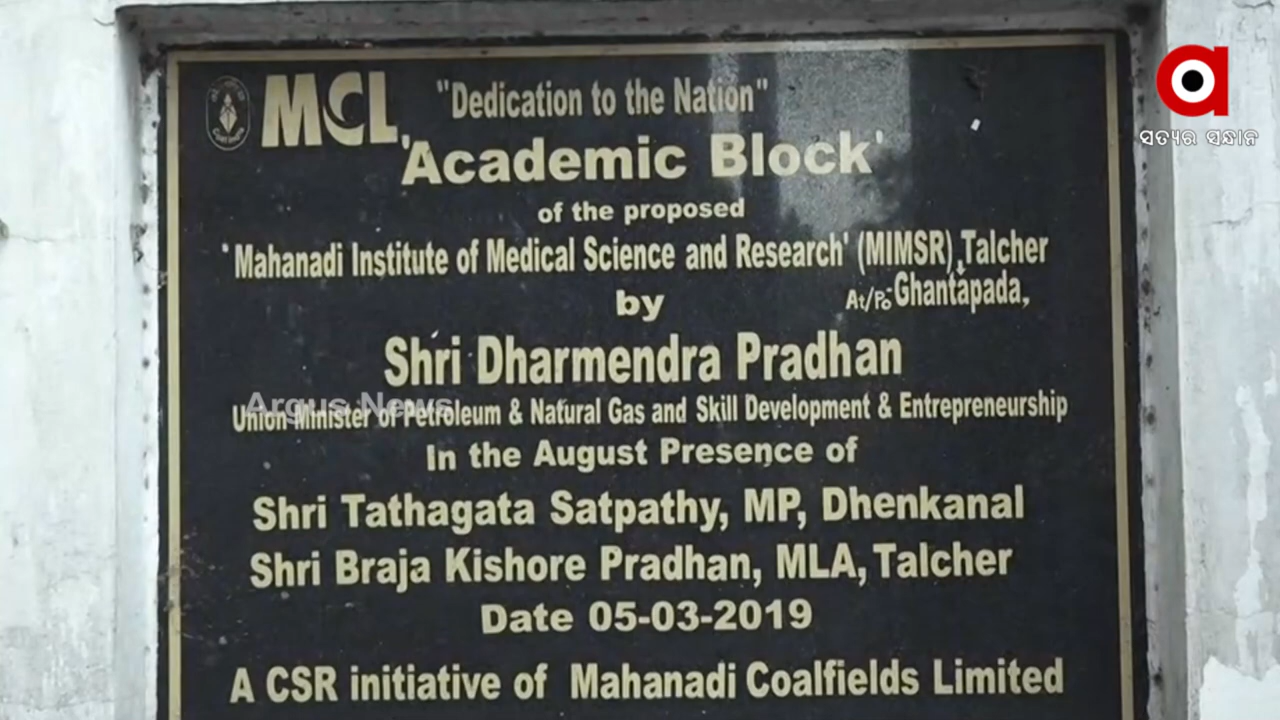 MCL
"Dedication to the Nation"
'Academic Block'
of the proposed
'Mahanadi Institute of Medical Science and Research' (MIMSR), Talcher
by
At/Po-Ghantapada,
Shri Dharmendra Pradhan
Argus News
Union Minister of Petroleum & Natural Gas and Skill Development & Entrepreneurship
In the August Presence of
Shri Tathagata Satpathy, MP, Dhenkanal
Shri Braja Kishore Pradhan, MLA, Talcher
Date 05-03-2019
A CSR initiative of Mahanadi Coalfields Limited
a
ସତ୍ୟର ସନ୍ଧାନ